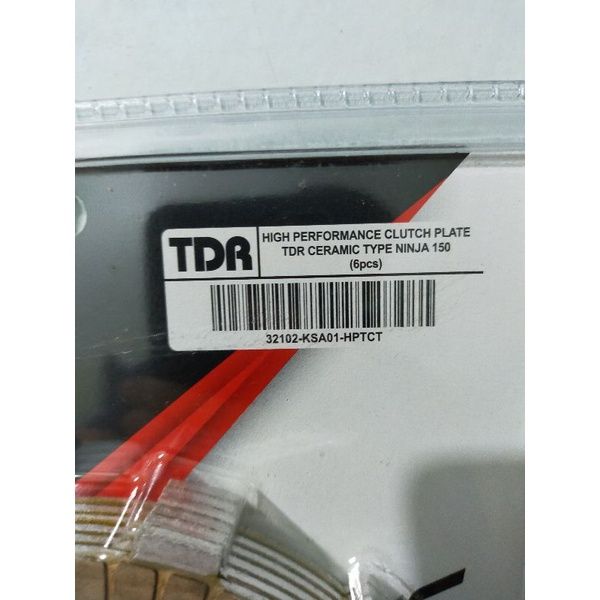 TDR
HIGH PERFORMANCE CLUTCH PLATE
TDR CERAMIC TYPE NINJA 150
(6pcs)
32102-KSA01-HPTCT